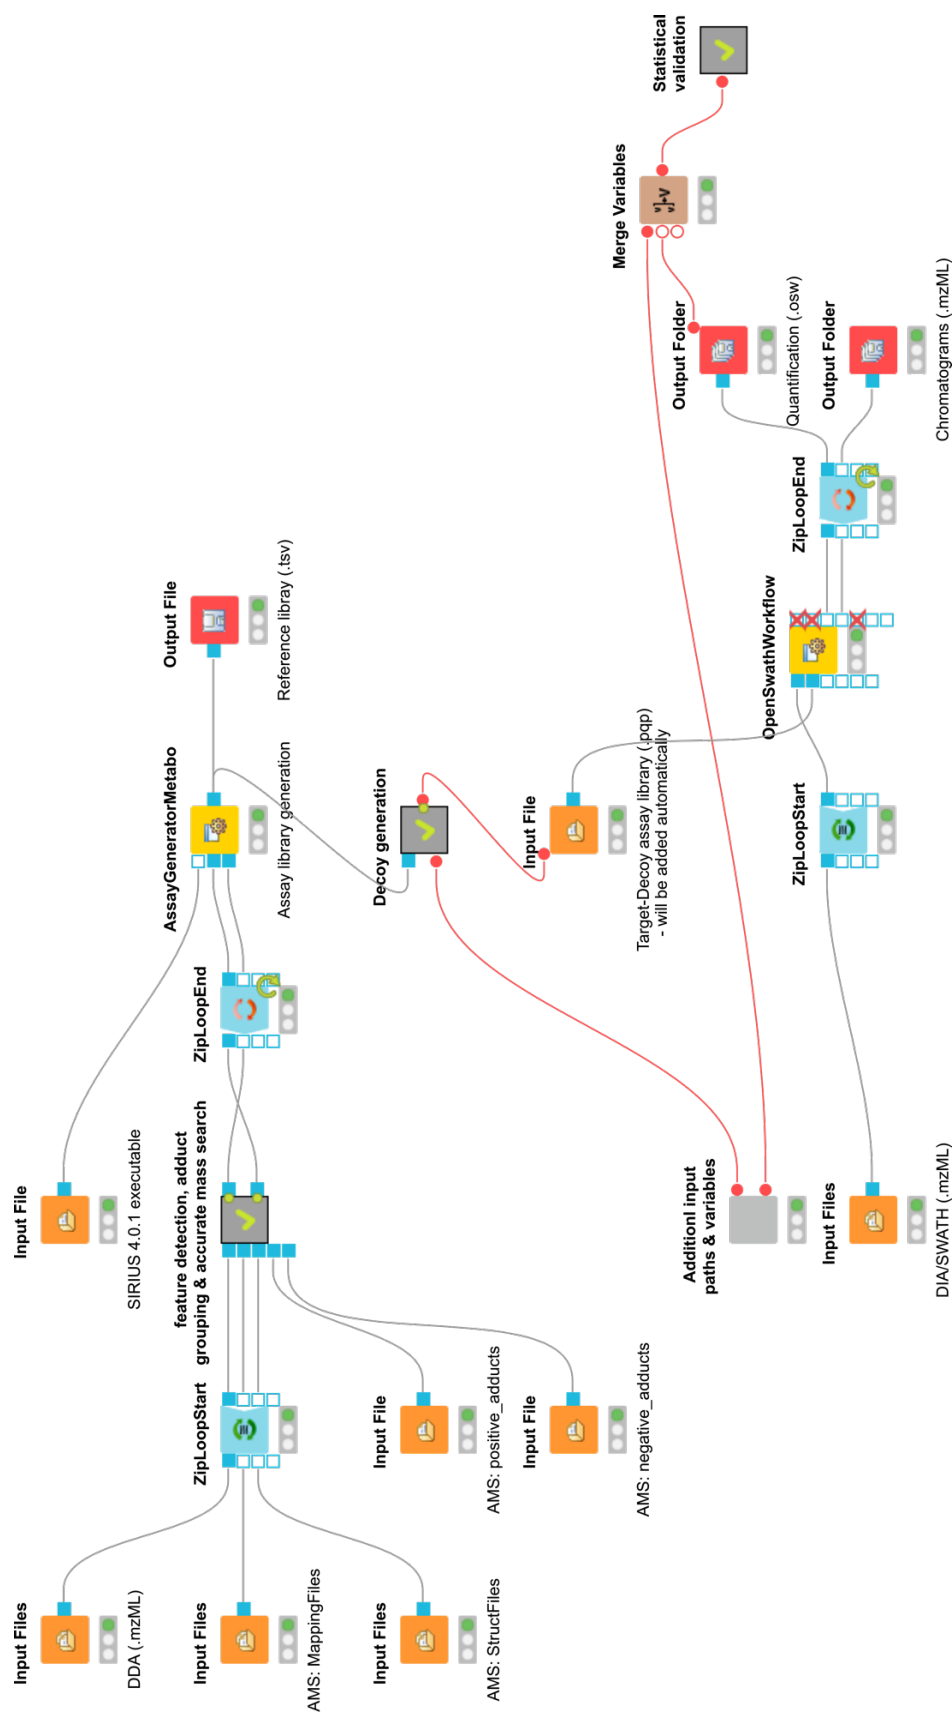 Input Files
DDA (.mzML)
Input Files
AMS: MappingFiles
Input Files
AMS: StructFiles
ZipLoopStart
Input File
AMS: positive_adducts
Input File
AMS: negative_adducts
Input File
SIRIUS 4.0.1 executable
feature detection, adduct
grouping & accurate mass search
ZipLoopEnd
AssayGeneratorMetabo
Assay library generation
Output File
Reference libray (.tsv)
Decoy generation
Input File
Target-Decoy assay library (.pqp)
- will be added automatically
AdditionI input
paths & variables
Input Files
DIA/SWATH (.mzML)
ZipLoopStart
OpenSwathWorkflow
ZipLoopEnd
Output Folder
Quantification (.osw)
Output Folder
Chromatograms (.mzML)
Merge Variables
v]+V
Statistical
validation